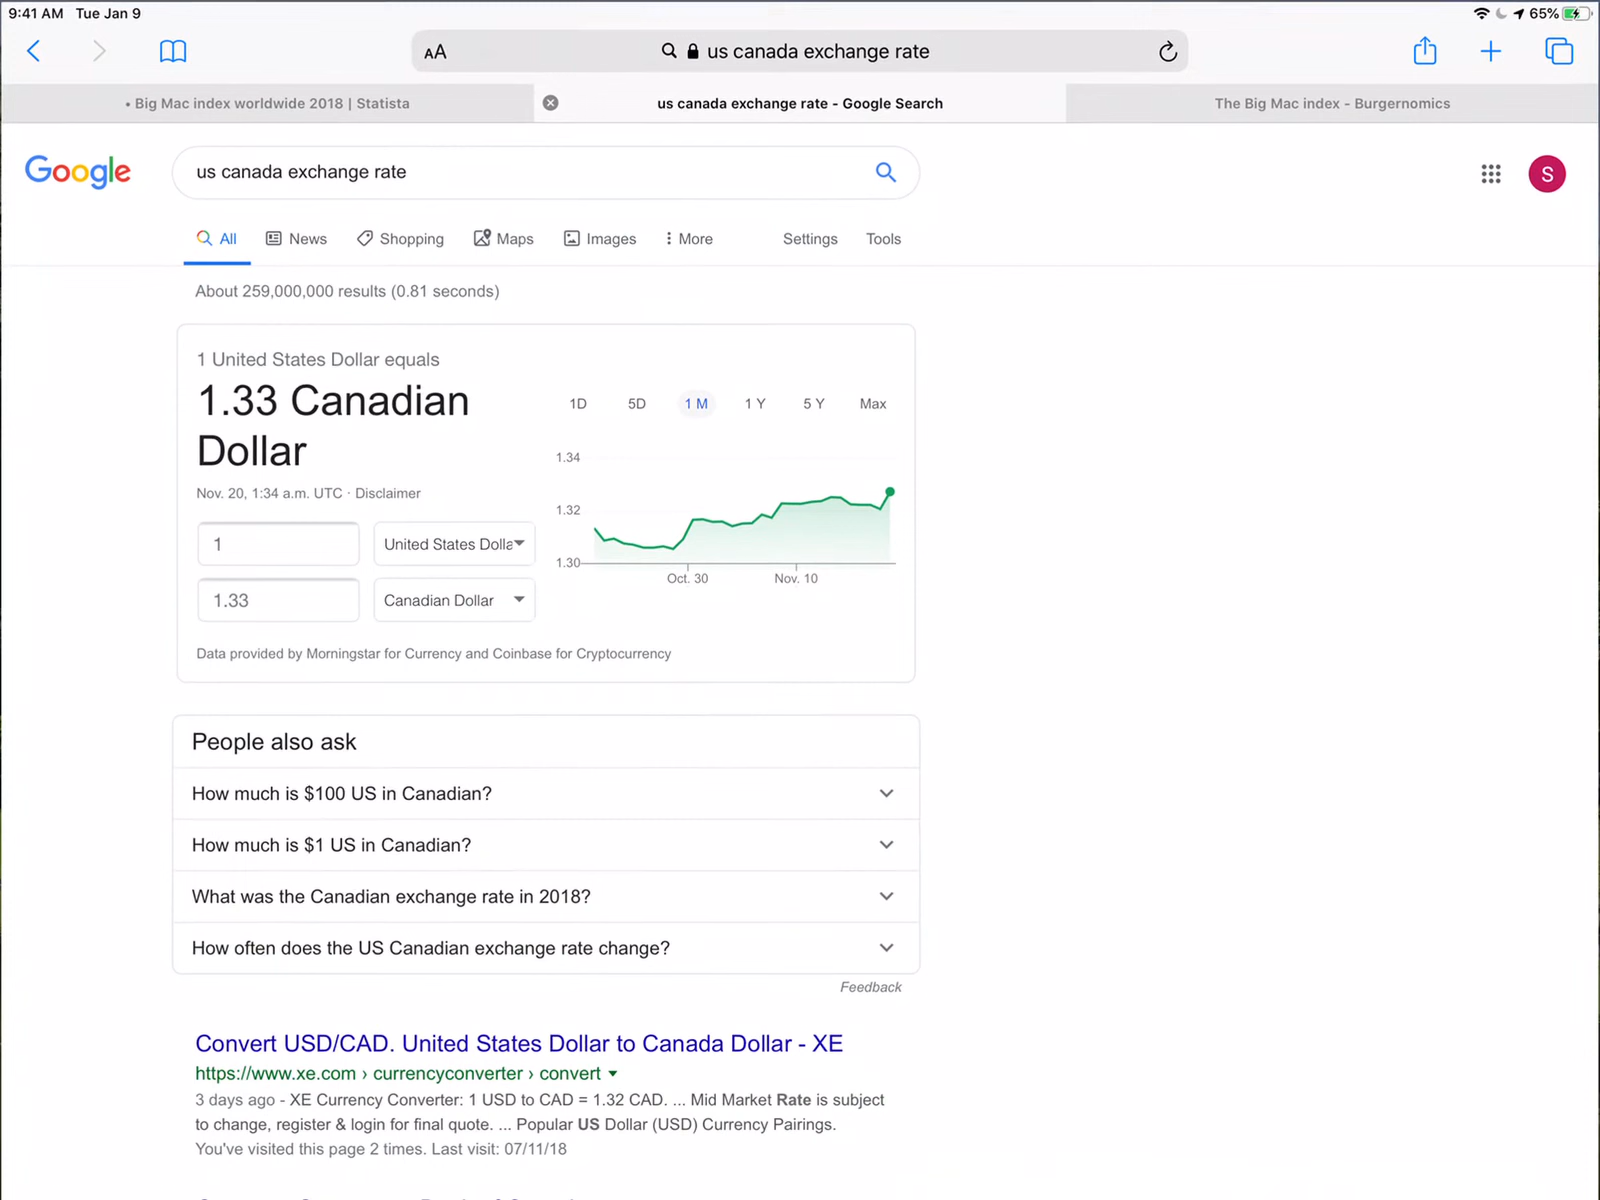 9:41 AM Tue Jan 9
65%
AA us canada exchange rate
• Big Mac index worldwide 2018 | Statista
us canada exchange rate - Google Search
The Big Mac index - Burgernomics
Google
us canada exchange rate
S
All
News
Shopping
Maps
Images
More
Settings
Tools
About 259,000,000 results (0.81 seconds)
1 United States Dollar equals
1.33 Canadian
Dollar
Nov. 20, 1:34 a.m. UTC · Disclaimer
1
United States Dolla
1.33
Canadian Dollar
1D 5D 1 M 1 Y 5 Y Max
1.34
1.32
1.30
Oct. 30
Nov. 10
Data provided by Morningstar for Currency and Coinbase for Cryptocurrency
People also ask
How much is $100 US in Canadian?
How much is $1 US in Canadian?
What was the Canadian exchange rate in 2018?
How often does the US Canadian exchange rate change?
Feedback
Convert USD/CAD. United States Dollar to Canada Dollar - XE
https://www.xe.com › currencyconverter › convert
3 days ago - XE Currency Converter: 1 USD to CAD = 1.32 CAD. ... Mid Market Rate is subject
to change, register & login for final quote. ... Popular US Dollar (USD) Currency Pairings.
You've visited this page 2 times. Last visit: 07/11/18